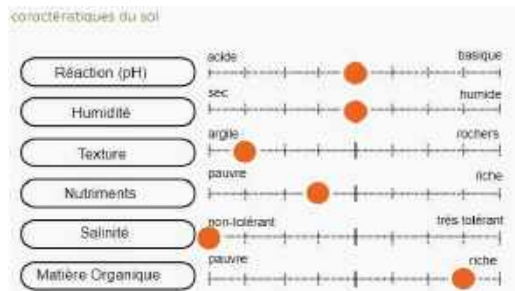 caractéristiques du sol
acide basique
Réaction (pH)
sec humide
Humidité
argile rochers
Texture
pauvre riche
Nutriments
non-tolérant très tolérant
Salinité
pauvre riche
Matière Organique